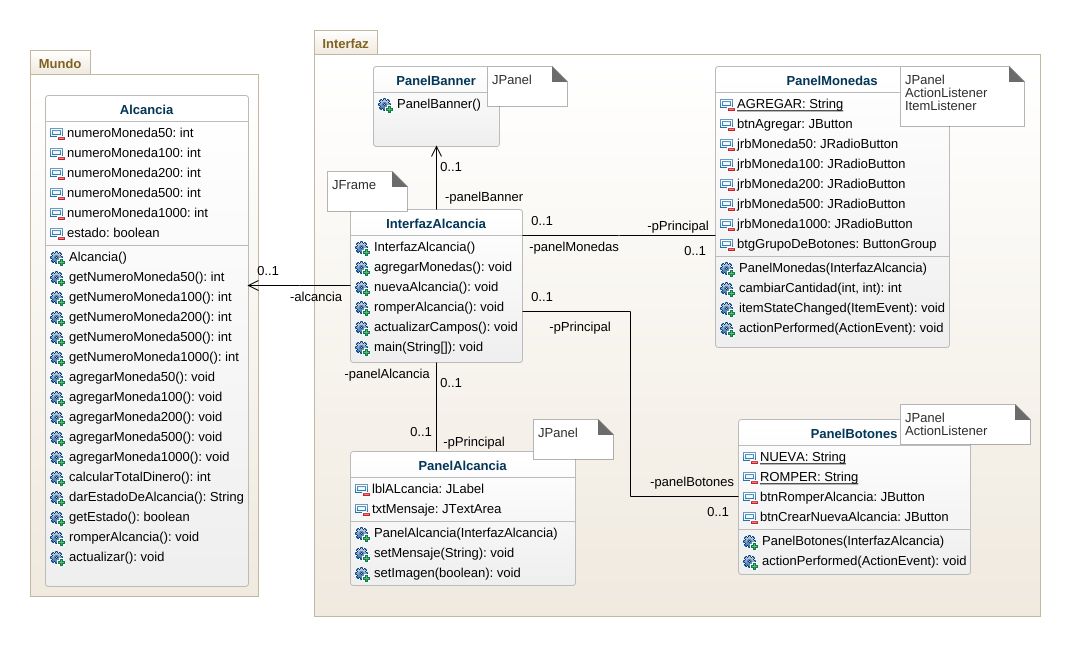 Mundo
Alcancia
numeroMoneda50: int
numeroMoneda100: int
numeroMoneda200: int
numeroMoneda500: int
numeroMoneda1000: int
estado: boolean
Alcancia()
getNumeroMoneda50(): int
getNumeroMoneda100(): int
getNumeroMoneda200(): int
getNumeroMoneda500(): int
getNumeroMoneda1000(): int
agregarMoneda50(): void
agregarMoneda100(): void
agregarMoneda200(): void
agregarMoneda500(): void
agregarMoneda1000(): void
calcularTotalDinero(): int
darEstadoDeAlcancia(): String
getEstado(): boolean
romperAlcancia(): void
actualizar(): void
0..1
-alcancia
Interfaz
PanelBanner
JPanel
PanelBanner()
0..1
-panelBanner
JFrame
InterfazAlcancia
InterfazAlcancia()
agregarMonedas(): void
nuevaAlcancia(): void
romperAlcancia(): void
actualizarCampos(): void
main(String[]): void
0..1
-panelMonedas
-pPrincipal
0..1
0..1
-pPrincipal
-panelAlcancia
0..1
0..1
-pPrincipal
JPanel
PanelAlcancia
lblALcancia: JLabel
txtMensaje: JTextArea
PanelAlcancia(InterfazAlcancia)
setMensaje(String): void
setImagen(boolean): void
PanelMonedas
JPanel
ActionListener
ItemListener
AGREGAR: String
btnAgregar: JButton
jrbMoneda50: JRadioButton
jrbMoneda100: JRadioButton
jrbMoneda200: JRadioButton
jrbMoneda500: JRadioButton
jrbMoneda1000: JRadioButton
btgGrupoDeBotones: ButtonGroup
PanelMonedas(InterfazAlcancia)
cambiarCantidad(int, int): int
itemStateChanged(ItemEvent): void
actionPerformed(ActionEvent): void
-panelBotones
0..1
JPanel
ActionListener
PanelBotones
NUEVA: String
ROMPER: String
btnRomperAlcancia: JButton
btnCrearNuevaAlcancia: JButton
PanelBotones(InterfazAlcancia)
actionPerformed(ActionEvent): void